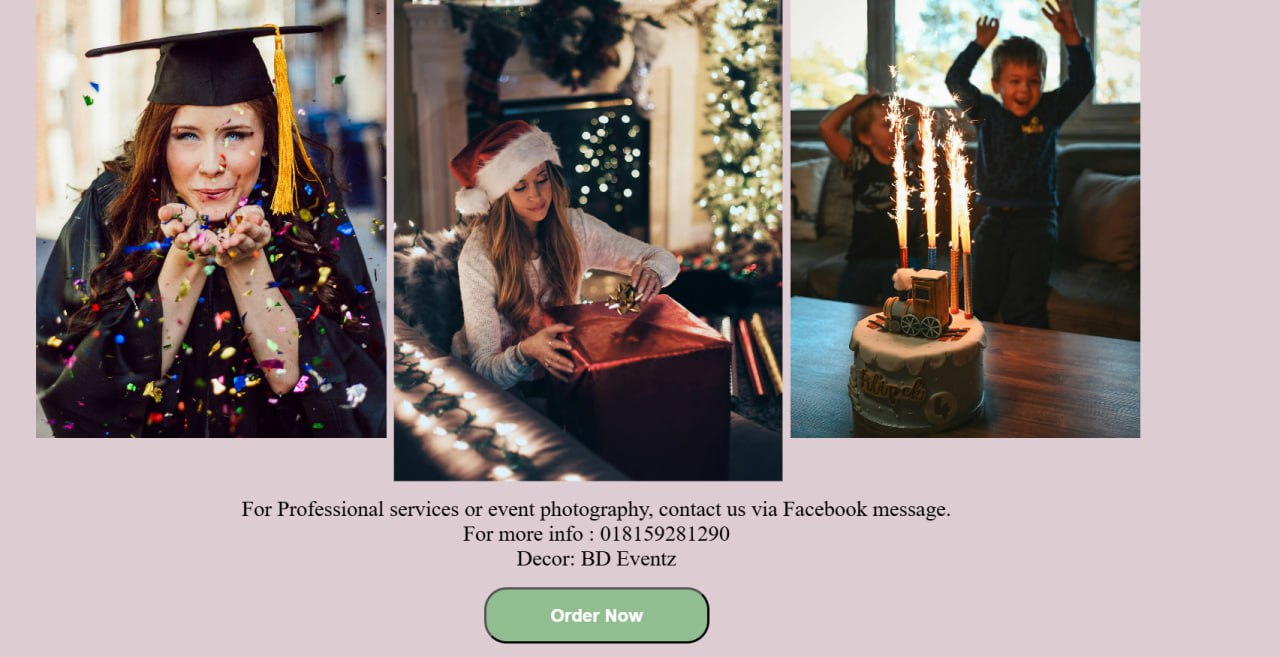 Filipek
4
For Professional services or event photography, contact us via Facebook message.
For more info : 018159281290
Decor: BD Eventz
Order Now